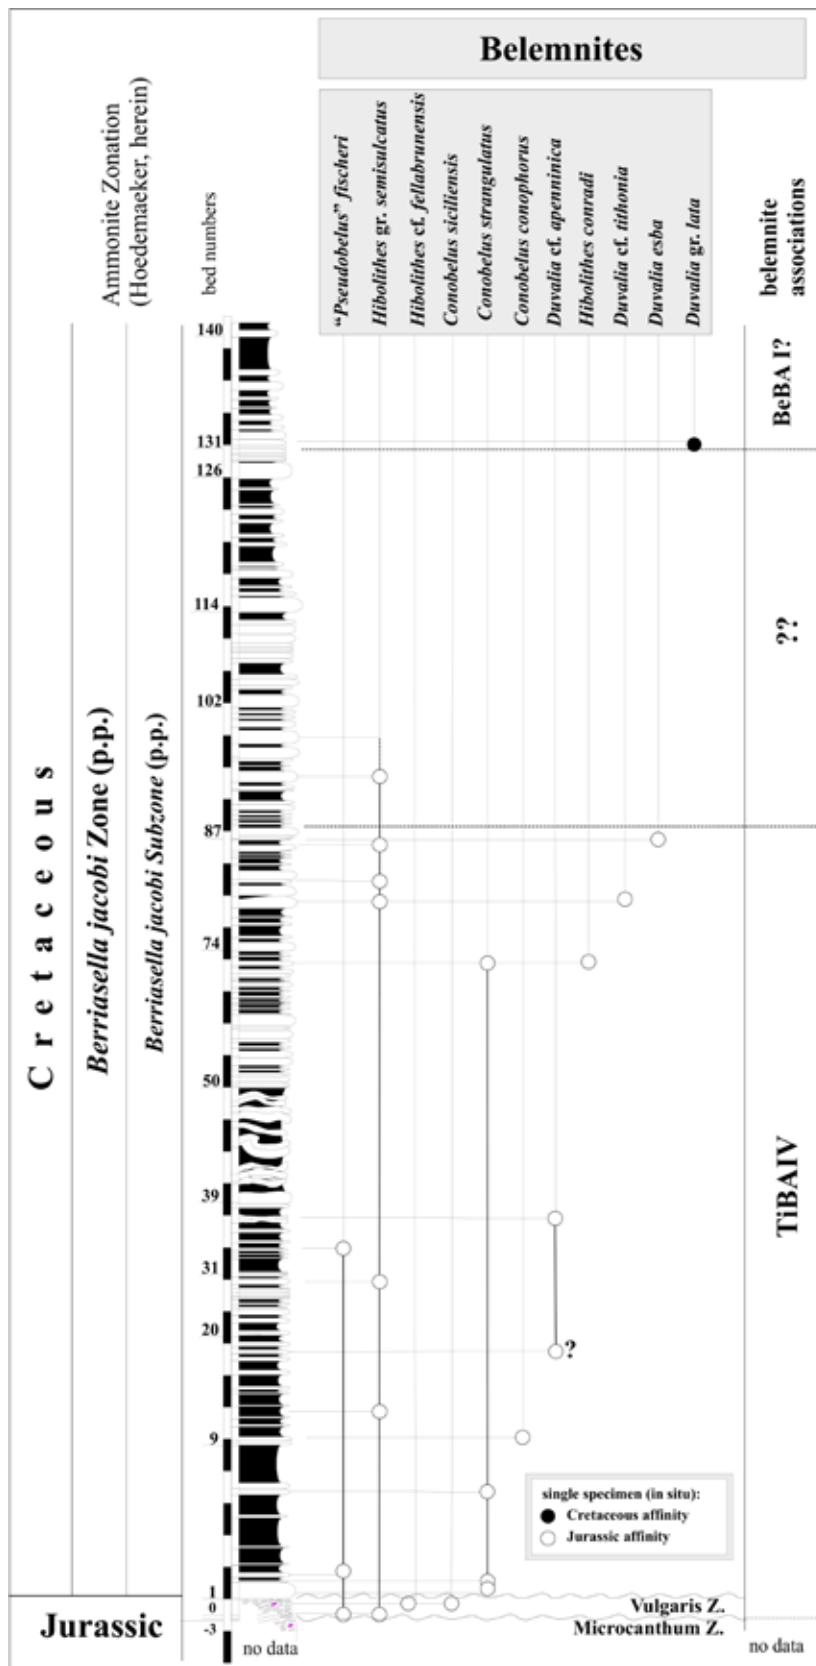 Belemnites
Ammonite Zonation
(Hoedemaeker, herein)
bed numbers
"Pseudobelus" fischeri
Hibolithes gr. semisulcatus
Hibolithes cf. fellabrunensis
Conobelus siciliensis
Conobelus strangulatus
Conobelus conophorus
Duvalia cf. apenninica
Hibolithes conradi
Duvalia cf. tithonia
Duvalia esba
Duvalia gr. lata
belemnite
associations
Cretaceous
Berriasella jacobi Zone (p.p.)
Berriasella jacobi Subzone (p.p.)
140
131
126
114
102
87
74
50
39
31
20
9
1
0
-3
BeBA I?
??
TiBAIV
?
single specimen (in situ):
Cretaceous affinity
Jurassic affinity
Jurassic
Vulgaris Z.
Microcanthum Z.
no data
no data